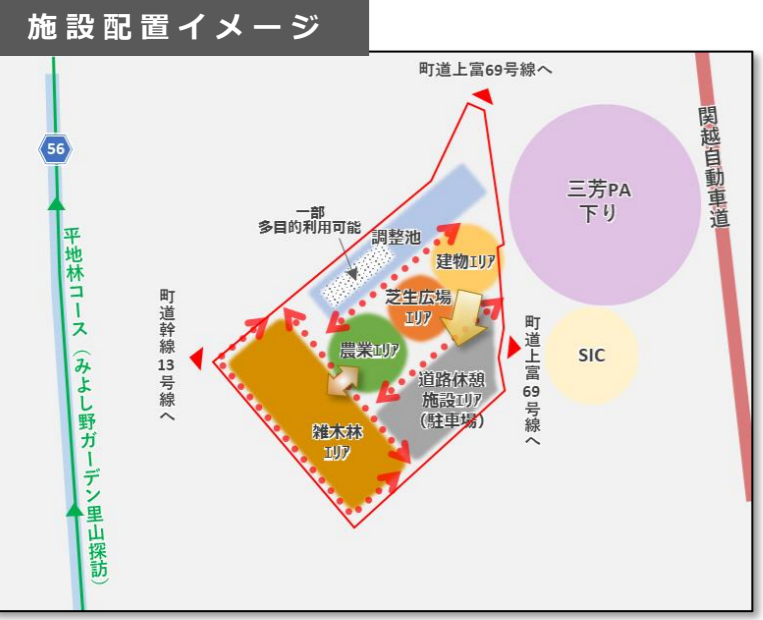 施設配置イメージ
町道上富69号線へ
関越自動車道
56
三芳PA
下り
一部
多目的利用可能
調整池
建物エリア
芝生広場
エリア
平地林コース（みよし野ガーデン里山探訪）
町道幹線13号線へ
農業エリア
町道上富69号線へ
SIC
道路休憩
施設エリア
（駐車場）
雑木林
エリア